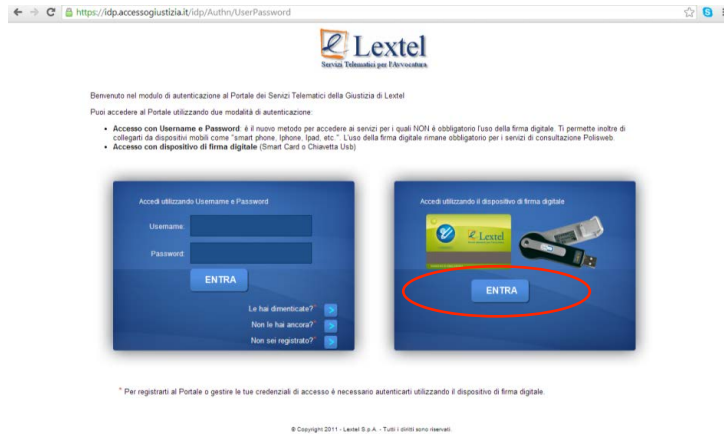 https://idp.accessogiustizia.it/idp/Authn/UserPassword
Lextel
Servizi Telematici per l'Avvocatura
Benvenuto nel modulo di autenticazione al Portale dei Servizi Telematici della Giustizia di Lextel
Puoi accedere al Portale utilizzando due modalità di autenticazione:
• Accesso con Username e Password: è il nuovo metodo per accedere ai servizi per i quali NON è obbligatorio l'uso della firma digitale. Ti permette inoltre di
collegarti da dispositivi mobili come "smart phone, Iphone, Ipad, etc.". L'uso della firma digitale rimane obbligatorio per i servizi di consultazione Polisweb.
• Accesso con dispositivo di firma digitale (Smart Card o Chiavetta Usb)
Accedi utilizzando Username e Password
Username:
Password:
ENTRA
Le hai dimenticate?*
Non le hai ancora?*
Non sei registrato?*
Accedi utilizzando il dispositivo di firma digitale
Lextel
ENTRA
* Per registrarti al Portale o gestire le tue credenziali di accesso è necessario autenticarti utilizzando il dispositivo di firma digitale.
© Copyright 2011 - Lextel S.p.A. - Tutti i diritti sono riservati.